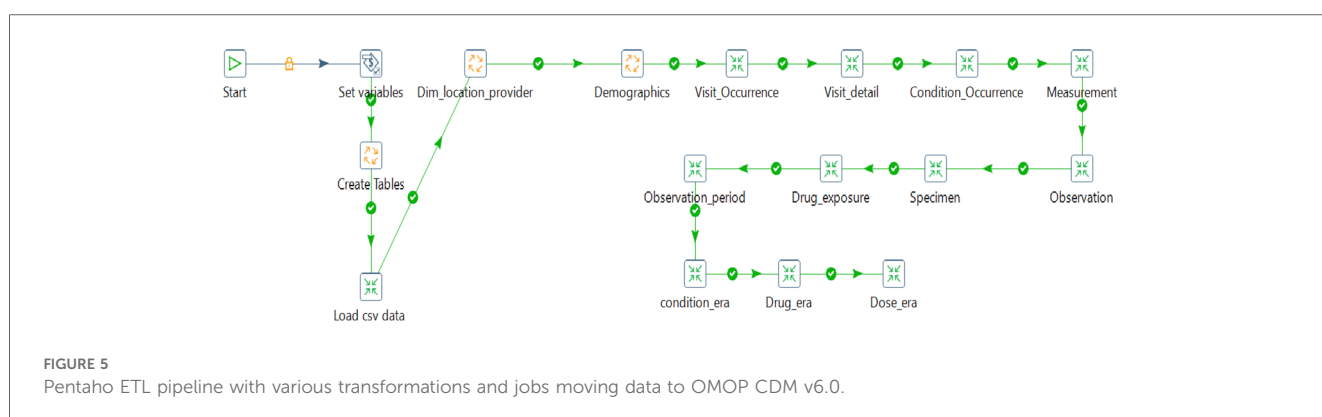 Start
Set variables
Dim_location_provider
Demographics
Visit_Occurrence
Visit_detail
Condition_Occurrence
Measurement
Create Tables
Observation_period
Drug_exposure
Specimen
Observation
Load csv data
condition_era
Drug_era
Dose_era
FIGURE 5
Pentaho ETL pipeline with various transformations and jobs moving data to OMOP CDM v6.0.